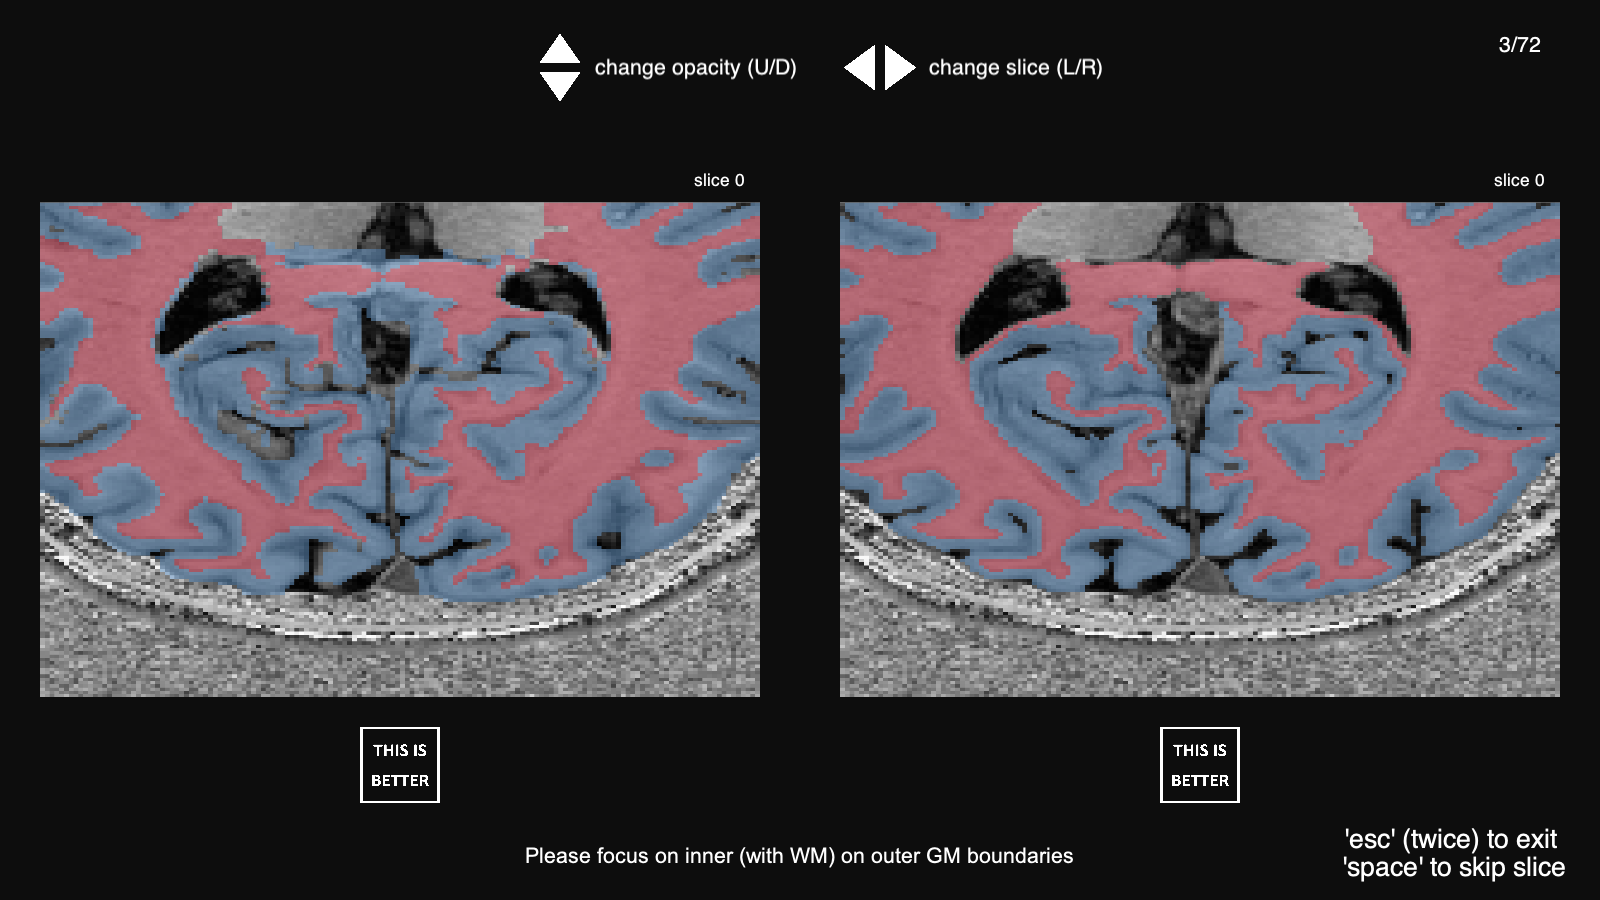 3/72
change opacity (U/D)
change slice (L/R)
slice 0
slice 0
THIS IS
BETTER
THIS IS
BETTER
Please focus on inner (with WM) on outer GM boundaries
'esc' (twice) to exit
'space' to skip slice